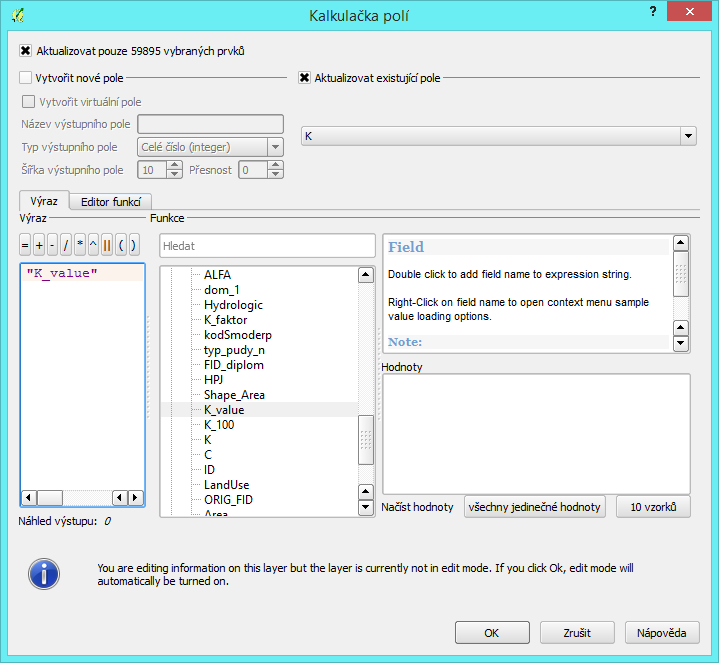 Kalkulačka polí
?
Aktualizovat pouze 59895 vybraných prvků
Vytvořit nové pole
Aktualizovat existující pole
Vytvořit virtuální pole
Název výstupního pole
K
Typ výstupního pole
Celé číslo (integer)
Šířka výstupního pole
10
Přesnost
0
Výraz
Editor funkcí
Výraz
Funkce
= + - / * ^ || ( )
Hledat
"K_value"
ALFA
dom_1
Hydrologic
K_faktor
kodSmoderp
typ_pudy_n
FID_diplom
HPJ
Shape_Area
K_value
K_100
K
C
ID
LandUse
ORIG_FID
Area
Field
Double click to add field name to expression string.
Right-Click on field name to open context menu sample
value loading options.
Note:
Hodnoty
Načíst hodnoty
všechny jedinečné hodnoty
10 vzorků
Náhled výstupu: 0
You are editing information on this layer but the layer is currently not in edit mode. If you click Ok, edit mode will
automatically be turned on.
OK
Zrušit
Nápověda